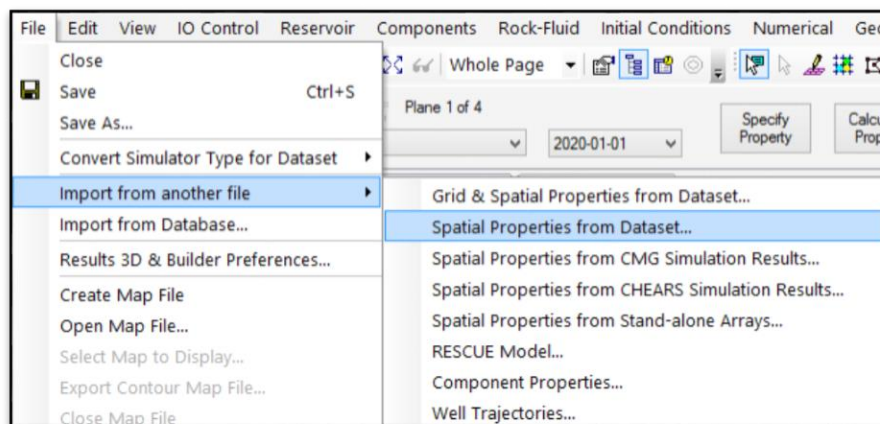 File Edit View IO Control Reservoir Components Rock-Fluid Initial Conditions Numerical
Close
Whole Page
Save Ctrl+S
Save As...
Plane 1 of 4
2020-01-01
Specify
Property
Convert Simulator Type for Dataset
Import from another file
Import from Database...
Results 3D & Builder Preferences...
Create Map File
Open Map File...
Select Map to Display...
Export Contour Map File...
Close Map File
Grid & Spatial Properties from Dataset...
Spatial Properties from Dataset...
Spatial Properties from CMG Simulation Results...
Spatial Properties from CHEARS Simulation Results...
Spatial Properties from Stand-alone Arrays...
RESCUE Model...
Component Properties...
Well Trajectories...